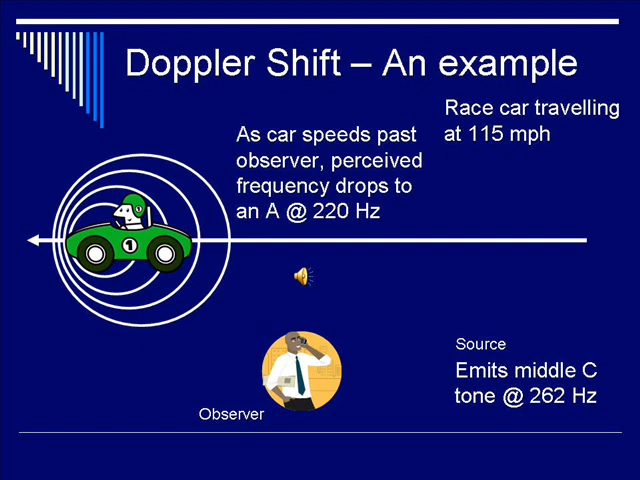 Doppler Shift – An example
Race car travelling
at 115 mph
As car speeds past
observer, perceived
frequency drops to
an A @ 220 Hz
1
Source
Emits middle C
tone @ 262 Hz
Observer